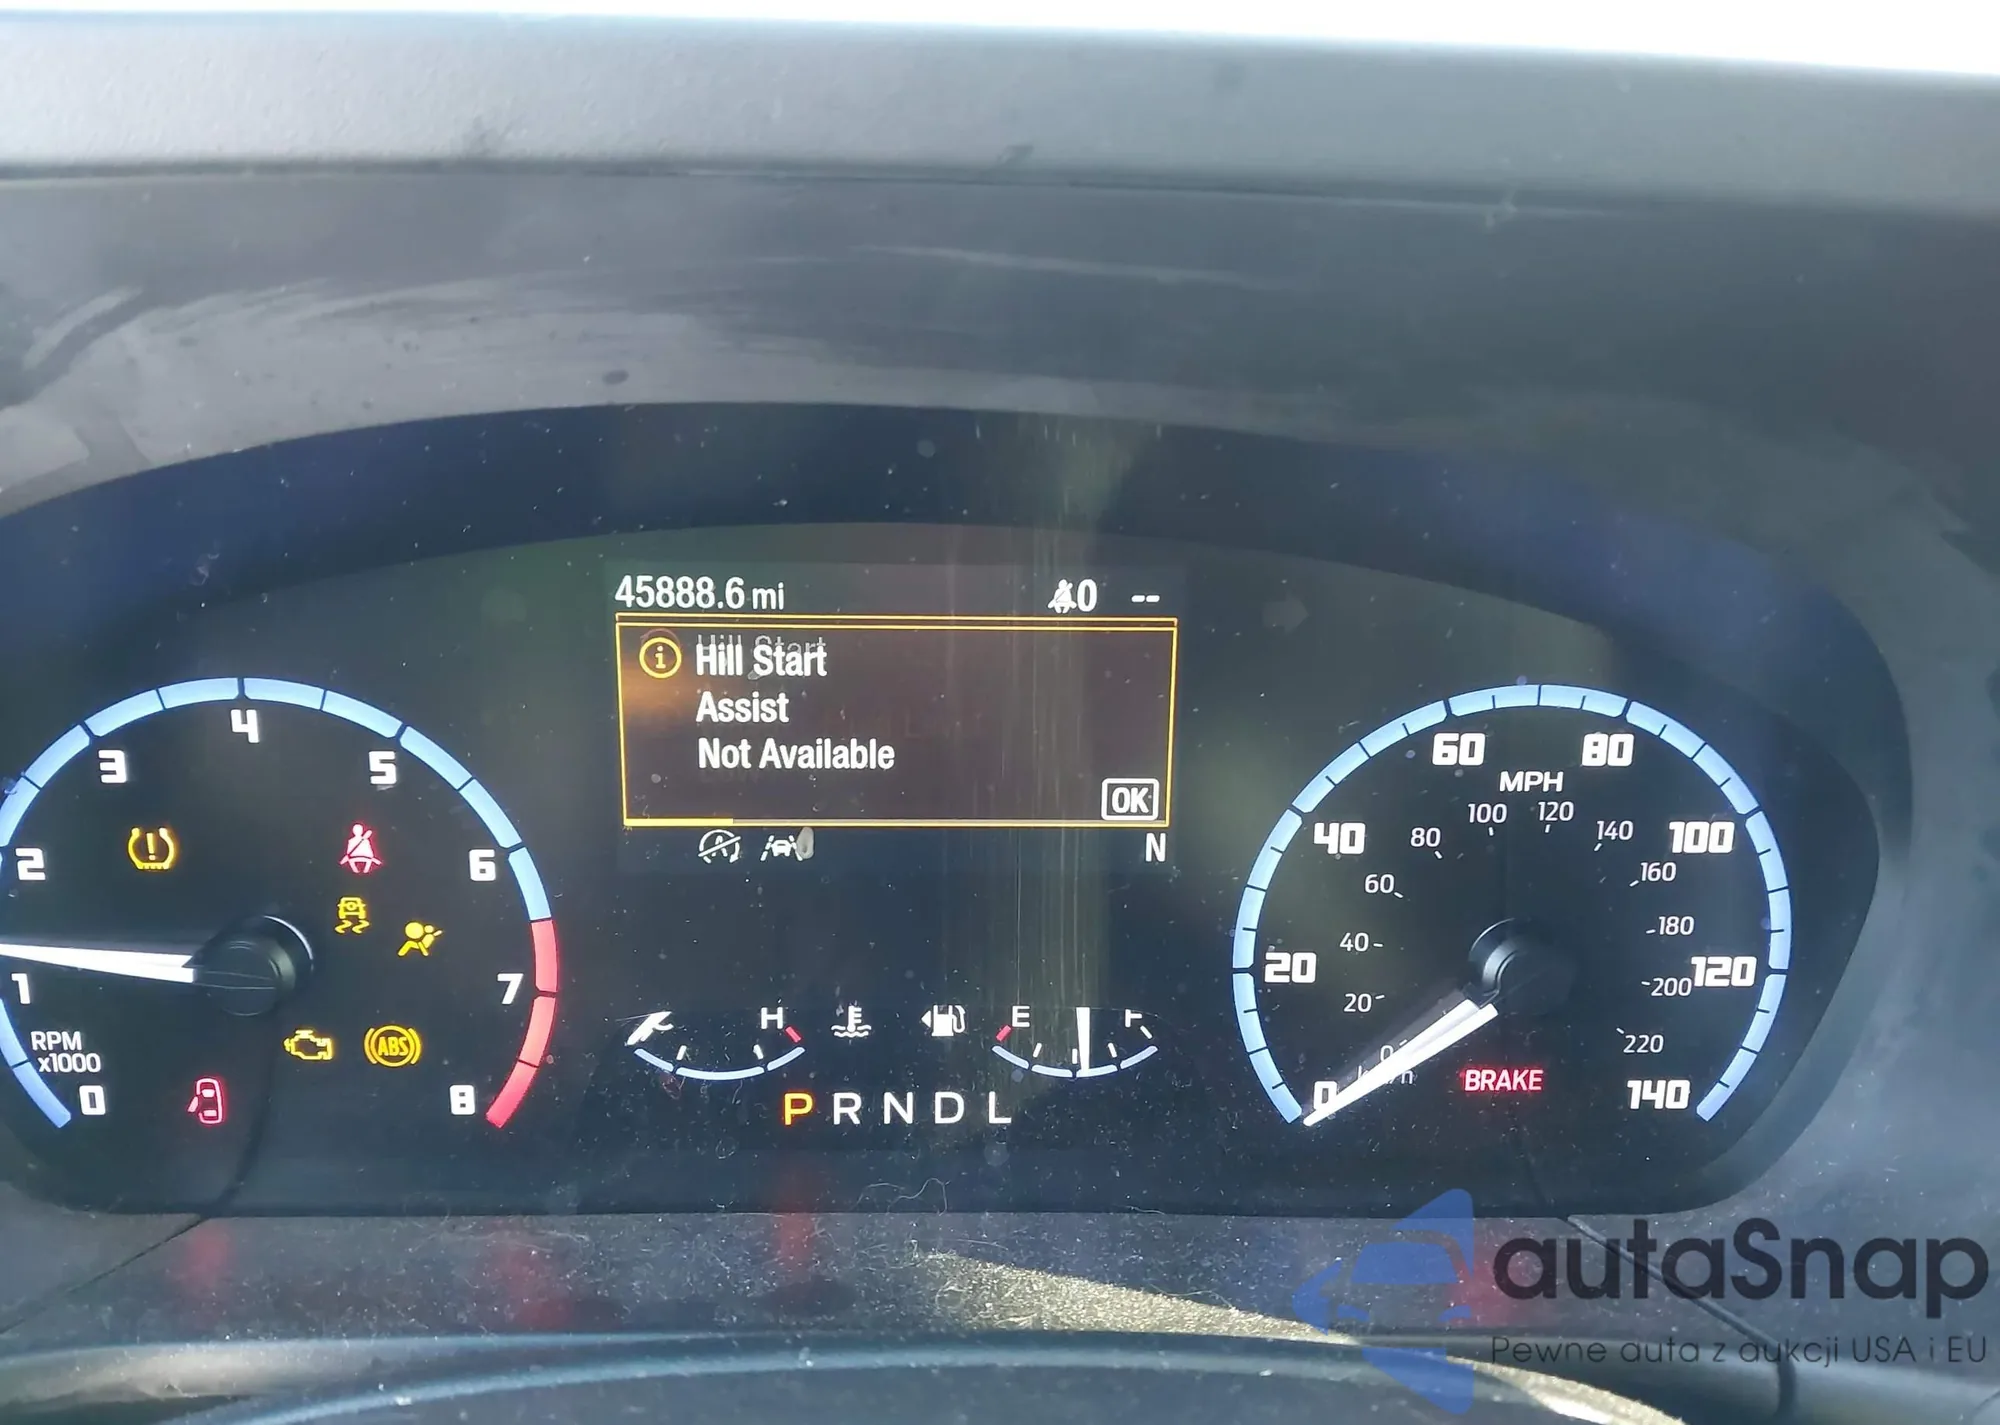 45888.6 mi
0 --
i Hill Start
Assist
Not Available
OK
N
0 1 2 3 4 5 6 7 8
RPM
x1000
ABS
H
E F
P R N D L
0 20 40 60 80 100 120 140
MPH
20 40 60 80 100 120 140 160 180 200 220
BRAKE
autaSnap
Pewne auta z aukcji USA i EU